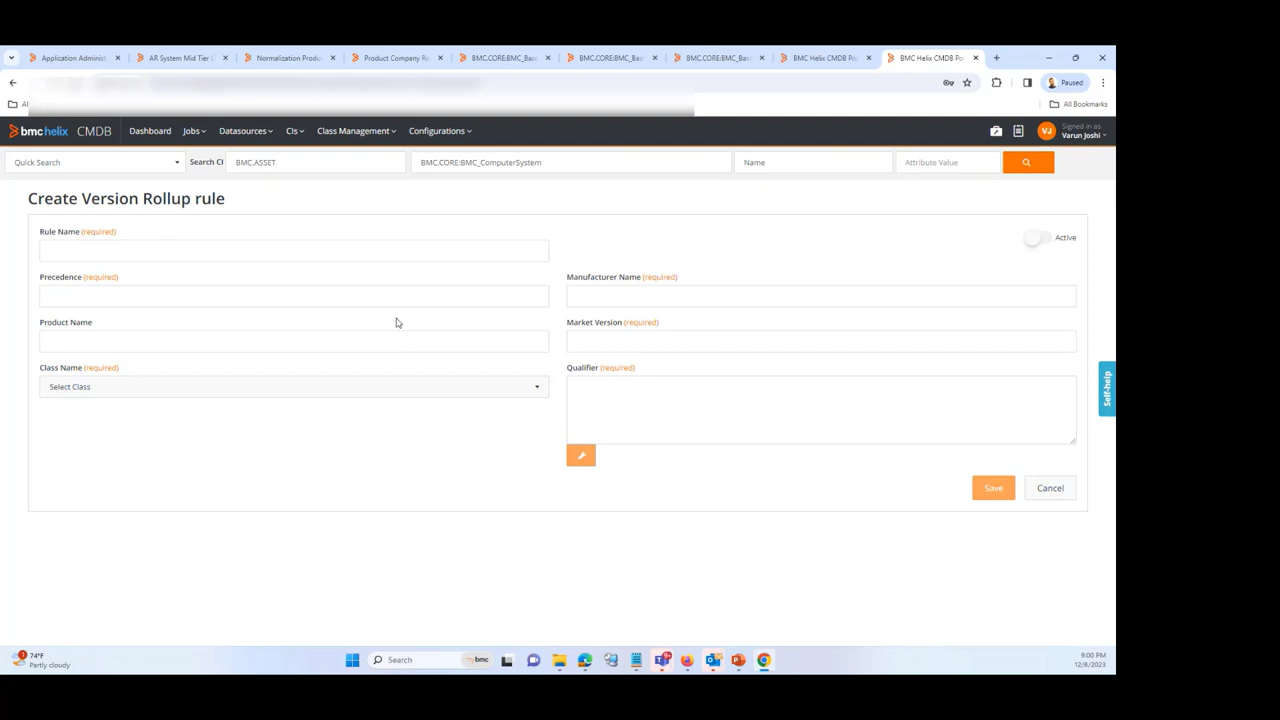 Application Administ
AR System Mid Tier C
Normalization Produ
Product Company Re
BMC.CORE:BMC_Bas
BMC.CORE:BMC_Bas
BMC.CORE:BMC_Bas
BMC Helix CMDB Po
BMC Helix CMDB Po
Paused
All Bookmarks
bmchelix CMDB
Dashboard
Jobs
Datasources
CIs
Class Management
Configurations
VJ
Signed in as
Varun Joshi
Quick Search
Search CI
BMC.ASSET
BMC.CORE:BMC_ComputerSystem
Name
Attribute Value
Create Version Rollup rule
Rule Name (required)
Active
Precedence (required)
Manufacturer Name (required)
Product Name
Market Version (required)
Class Name (required)
Qualifier (required)
Select Class
Self-help
Save
Cancel
1
74°F
Partly cloudy
Search
mybmc
9+
9:00 PM
12/8/2023